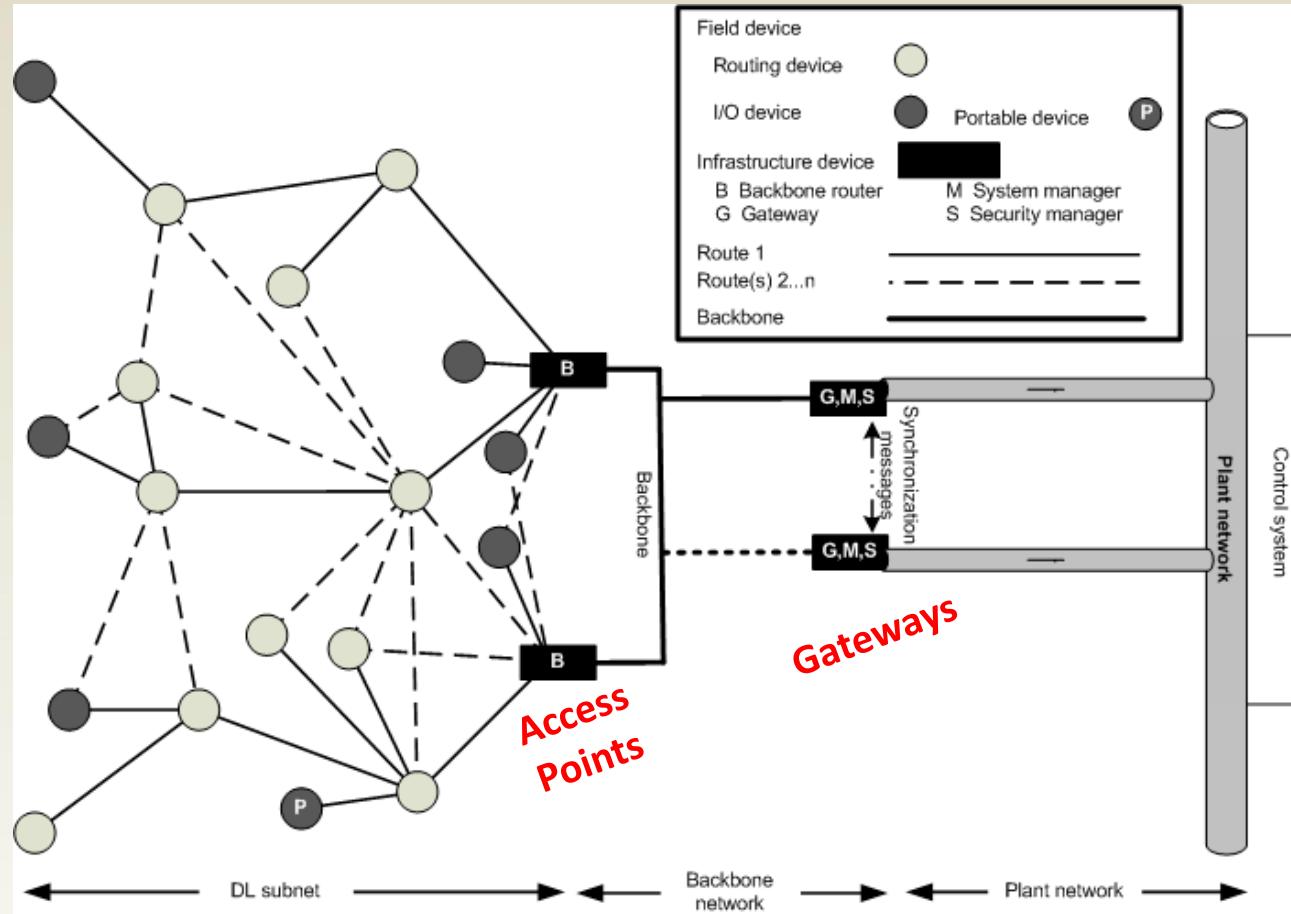 Field device
Routing device
I/O device
Portable device
P
Infrastructure device
B Backbone router
M System manager
G Gateway
S Security manager
Route 1
Route(s) 2...n
Backbone
B
G,M,S
Synchronization
messages
Backbone
G,M,S
B
P
Plant network
Control system
Gateways
Access
Points
DL subnet
Backbone
network
Plant network